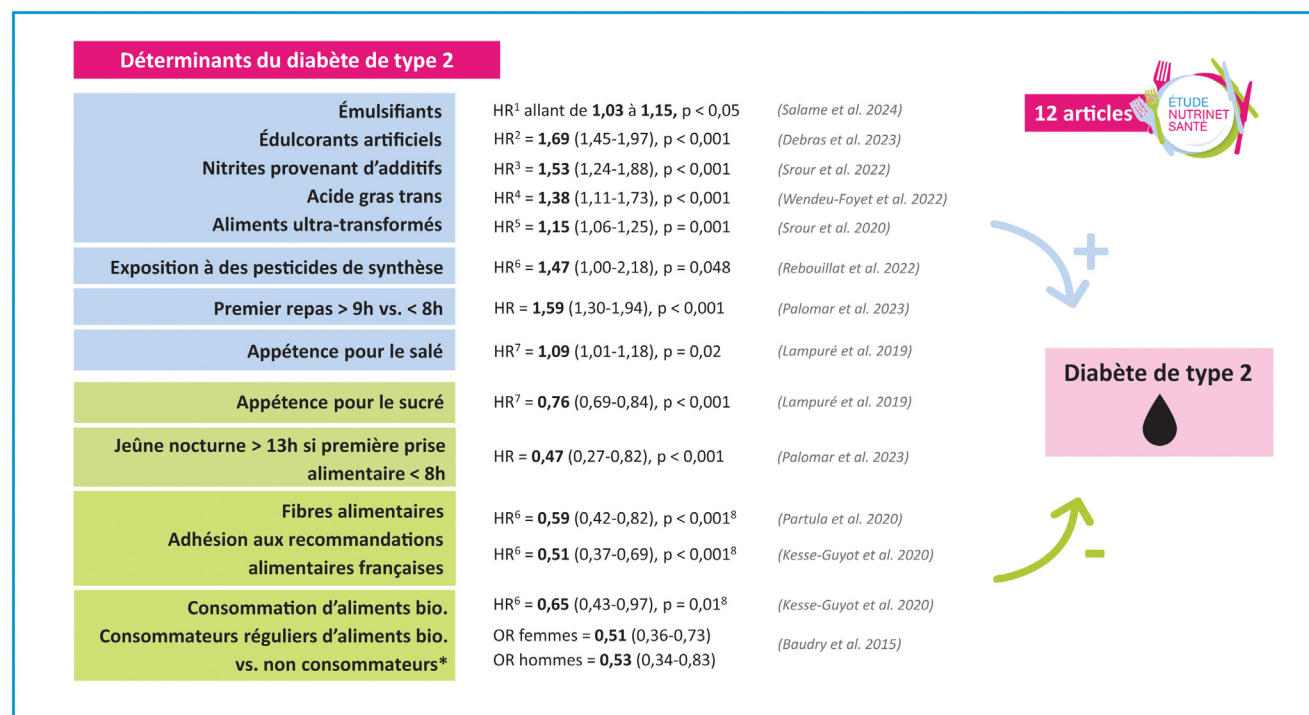 Déterminants du diabète de type 2
12 articles
ÉTUDE
NUTRINET
SANTÉ
Émulsifiants HR¹ allant de 1,03 à 1,15, p < 0,05 (Salame et al. 2024)
Édulcorants artificiels HR² = 1,69 (1,45-1,97), p < 0,001 (Debras et al. 2023)
Nitrites provenant d’additifs HR³ = 1,53 (1,24-1,88), p < 0,001 (Srour et al. 2022)
Acide gras trans HR⁴ = 1,38 (1,11-1,73), p < 0,001 (Wendeu-Foyet et al. 2022)
Aliments ultra-transformés HR⁵ = 1,15 (1,06-1,25), p = 0,001 (Srour et al. 2020)
+
Exposition à des pesticides de synthèse HR⁶ = 1,47 (1,00-2,18), p = 0,048 (Rebouillat et al. 2022)
Premier repas > 9h vs. < 8h HR = 1,59 (1,30-1,94), p < 0,001 (Palomar et al. 2023)
Appétence pour le salé HR⁷ = 1,09 (1,01-1,18), p = 0,02 (Lampuré et al. 2019)
Diabète de type 2
Appétence pour le sucré HR⁷ = 0,76 (0,69-0,84), p < 0,001 (Lampuré et al. 2019)
Jeûne nocturne > 13h si première prise
alimentaire < 8h HR = 0,47 (0,27-0,82), p < 0,001 (Palomar et al. 2023)
Fibres alimentaires HR⁶ = 0,59 (0,42-0,82), p < 0,001⁸ (Partula et al. 2020)
Adhésion aux recommandations
alimentaires françaises HR⁶ = 0,51 (0,37-0,69), p < 0,001⁸ (Kesse-Guyot et al. 2020)
-
Consommation d’aliments bio. HR⁶ = 0,65 (0,43-0,97), p = 0,01⁸ (Kesse-Guyot et al. 2020)
Consommateurs réguliers d’aliments bio. OR femmes = 0,51 (0,36-0,73) (Baudry et al. 2015)
vs. non consommateurs* OR hommes = 0,53 (0,34-0,83)